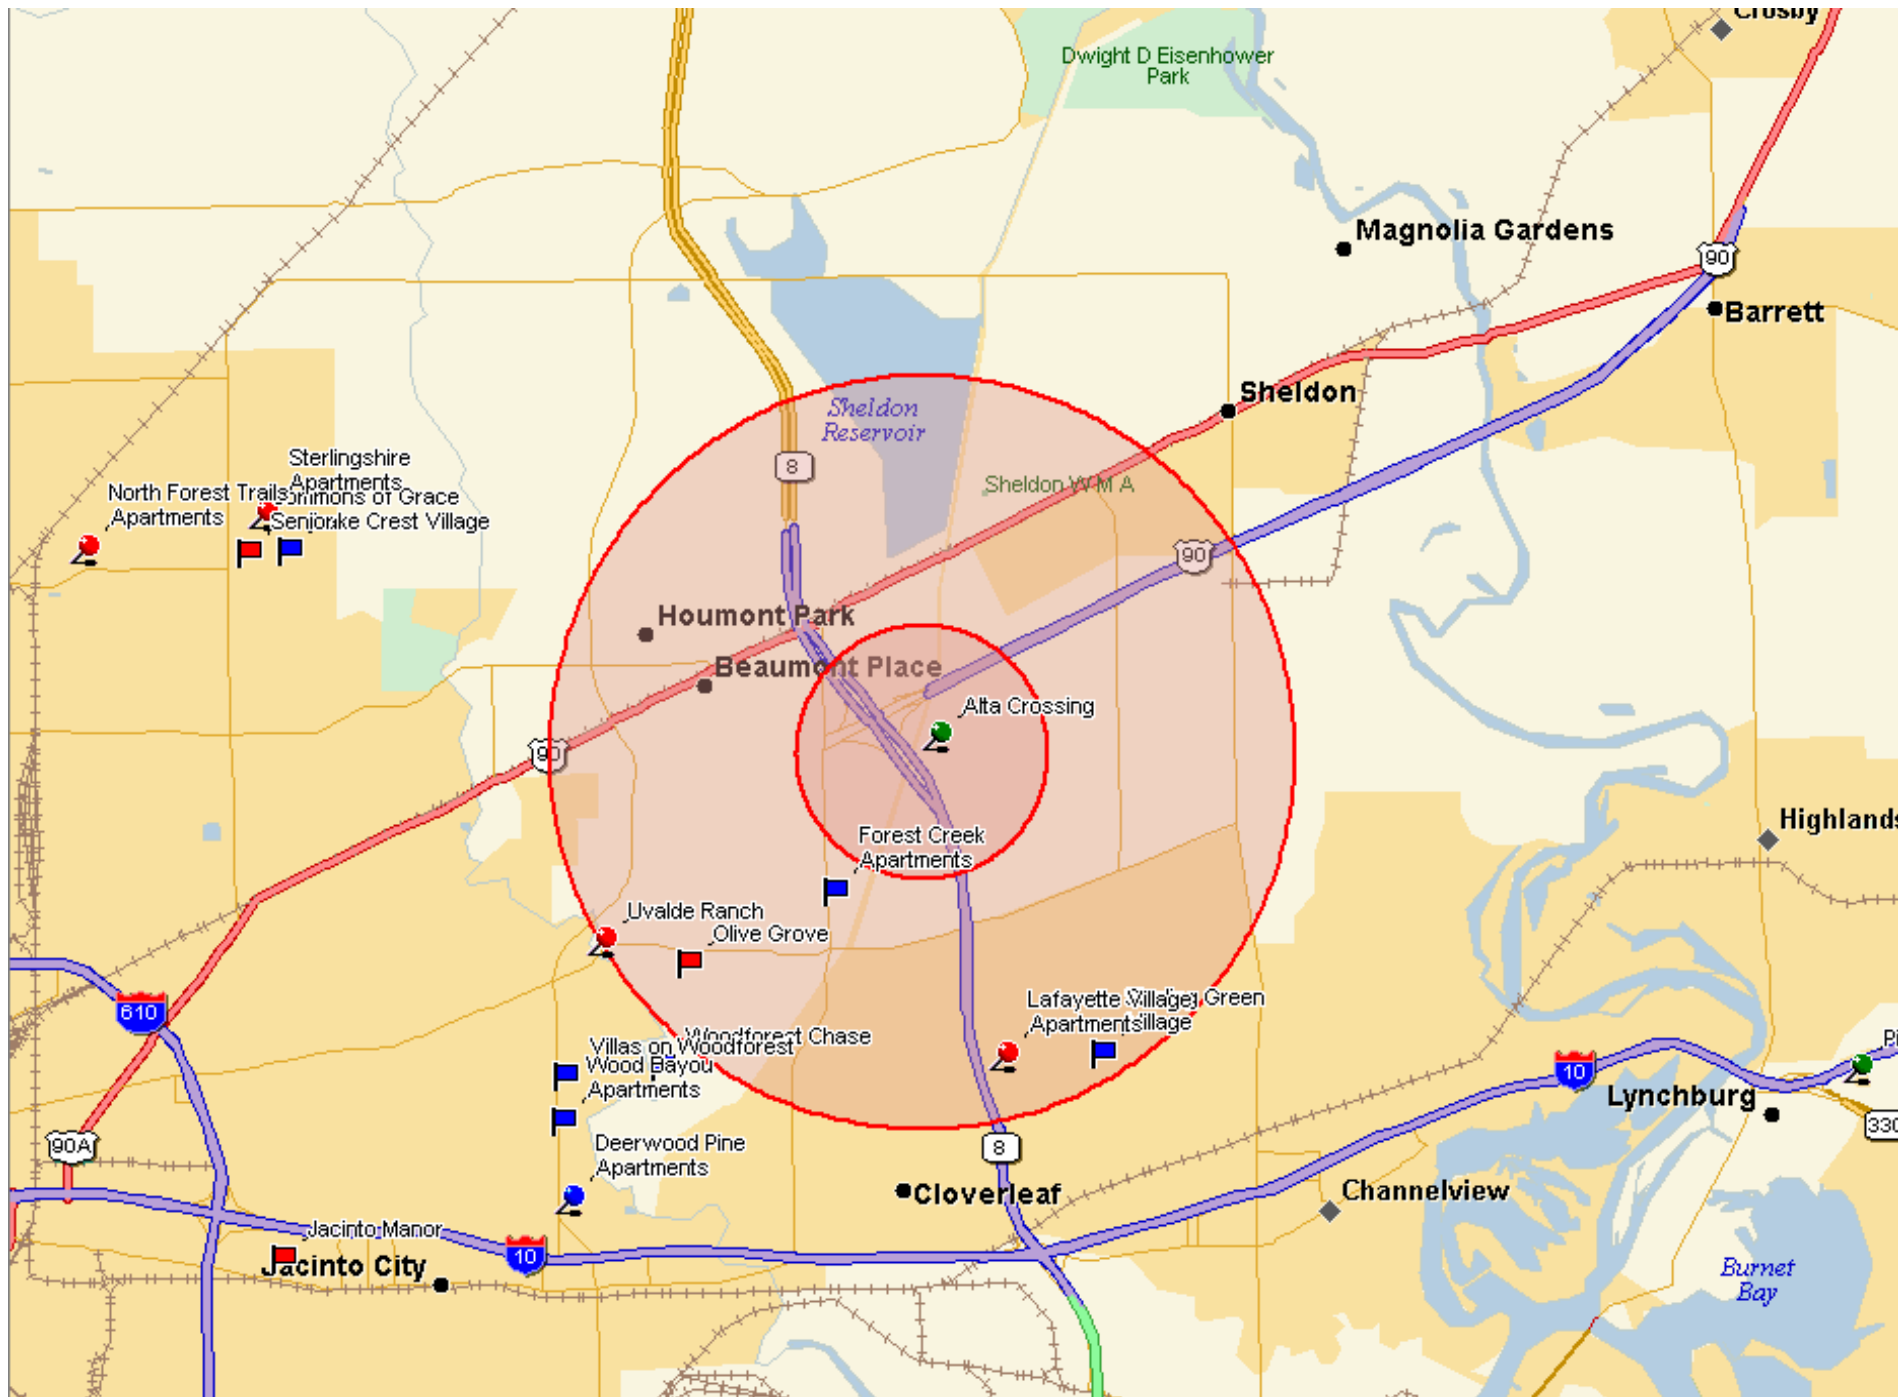 Crosby
Dwight D Eisenhower
Park
Magnolia Gardens
90
Barrett
Sheldon
Sheldon
Reservoir
8
Sterlingshire
Apartments
North Forest Trails
Apartments
of Grace
Crest Village
Sheldon W M A
90
Houmont Park
Beaumont Place
Alta Crossing
90
Highlands
Forest Creek
Apartments
Uvalde Ranch
Olive Grove
610
Lafayette Village
Apartments
Green
Village
Woodforest Chase
Villas on Woodforest
Wood Bayou
Apartments
10
Lynchburg
330
90A
8
Deerwood Pine
Apartments
Cloverleaf
Channelview
Jacinto Manor
10
Jacinto City
Burnet
Bay